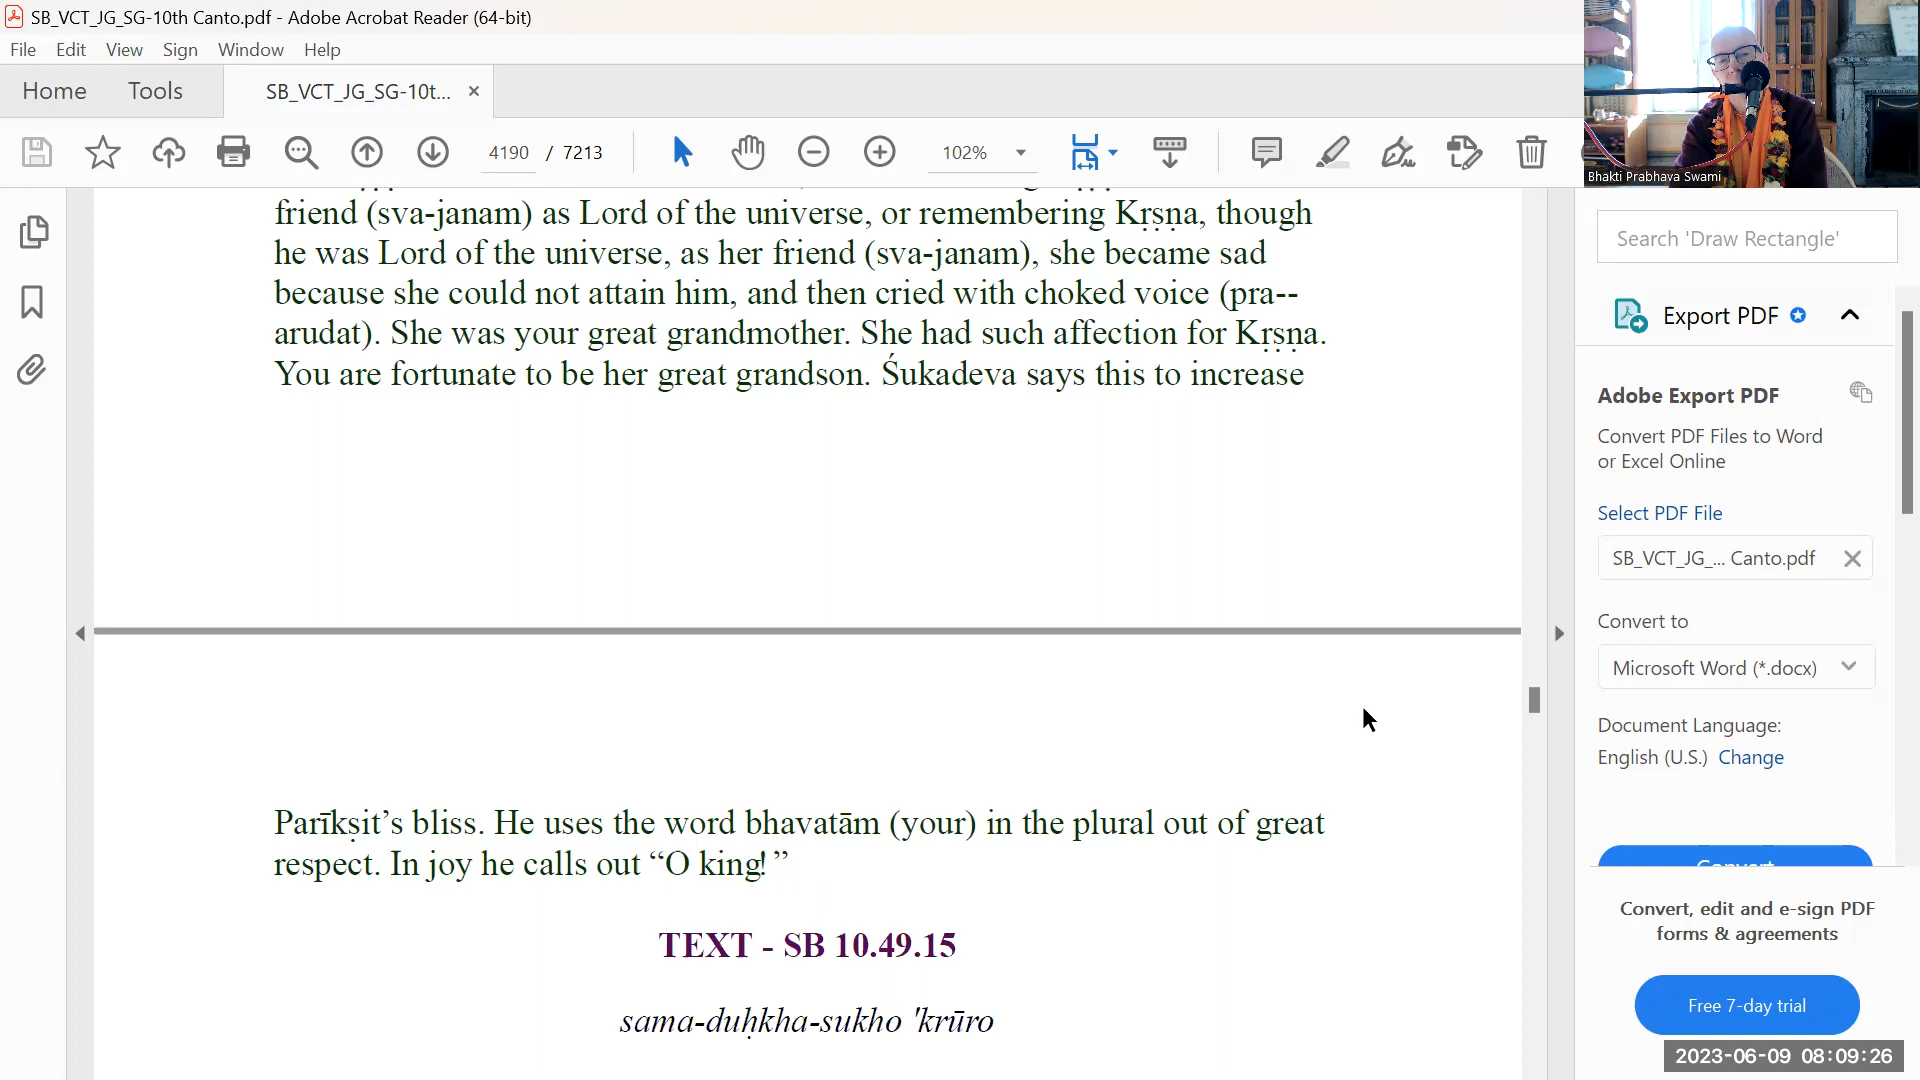 SB_VCT_JG_SG-10th Canto.pdf - Adobe Acrobat Reader (64-bit)
File Edit View Sign Window Help
Home Tools SB_VCT_JG_SG-10t... ×
4190 / 7213 102%
Bhakti Prabhava Swami
friend (sva-janam) as Lord of the universe, or remembering Kṛṣṇa, though
he was Lord of the universe, as her friend (sva-janam), she became sad
because she could not attain him, and then cried with choked voice (pra--
arudat). She was your great grandmother. She had such affection for Kṛṣṇa.
You are fortunate to be her great grandson. Śukadeva says this to increase
Parīkṣit’s bliss. He uses the word bhavatām (your) in the plural out of great
respect. In joy he calls out “O king!”
TEXT - SB 10.49.15
sama-duḥkha-sukho 'krūro
Search 'Draw Rectangle'
Export PDF
Adobe Export PDF
Convert PDF Files to Word
or Excel Online
Select PDF File
SB_VCT_JG_... Canto.pdf
Convert to
Microsoft Word (*.docx)
Document Language:
English (U.S.) Change
Convert
Convert, edit and e-sign PDF
forms & agreements
Free 7-day trial
2023-06-09 08:09:26